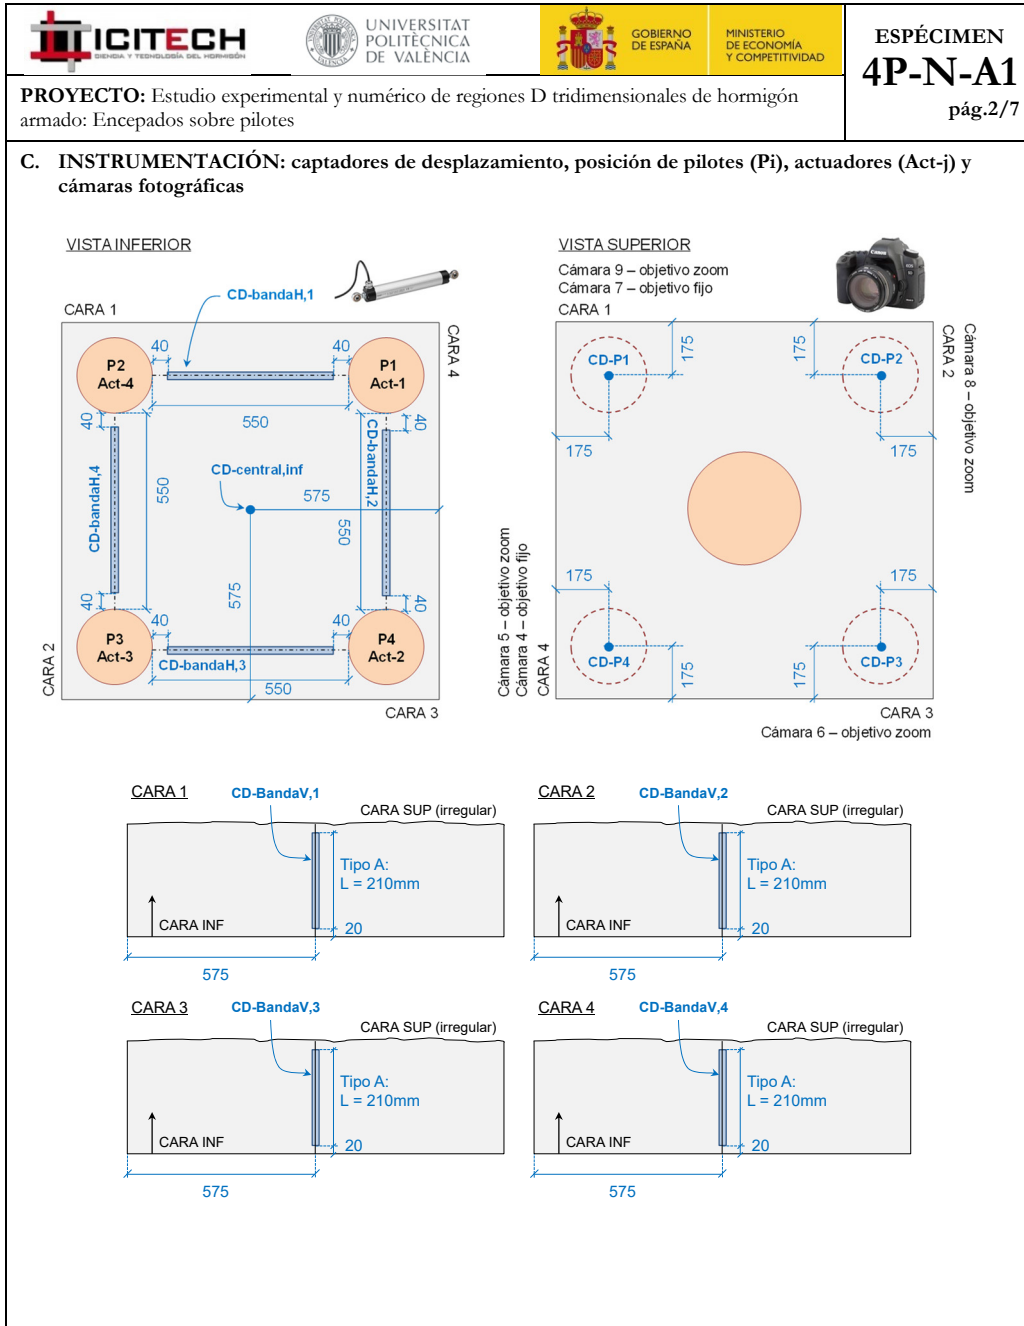 ICITECH
CIENCIA Y TECNOLOGÍA DEL HORMIGÓN
UNIVERSITAT
POLITÈCNICA
DE VALÈNCIA
GOBIERNO
DE ESPAÑA
MINISTERIO
DE ECONOMÍA
Y COMPETITIVIDAD
ESPÉCIMEN
4P-N-A1
pág.2/7
PROYECTO: Estudio experimental y numérico de regiones D tridimensionales de hormigón
armado: Encepados sobre pilotes
C. INSTRUMENTACIÓN: captadores de desplazamiento, posición de pilotes (Pi), actuadores (Act-j) y
cámaras fotográficas
VISTA INFERIOR
CARA 1
CD-bandaH,1
CARA 4
P2
Act-4
40
40
P1
Act-1
550
40
40
CD-bandaH,4
550
CD-central,inf
575
CD-bandaH,2
550
575
40
40
P3
Act-3
40
40
P4
Act-2
CD-bandaH,3
550
CARA 2
CARA 3
VISTA SUPERIOR
Cámara 9 – objetivo zoom
Cámara 7 – objetivo fijo
Canon
CARA 1
CD-P1
175
175
CD-P2
CARA 2
Cámara 8 – objetivo zoom
175
175
Cámara 5 – objetivo zoom
Cámara 4 – objetivo fijo
CARA 4
175
175
CD-P4
175
175
CD-P3
CARA 3
Cámara 6 – objetivo zoom
CARA 1
CD-BandaV,1
CARA SUP (irregular)
Tipo A:
L = 210mm
CARA INF
20
575
CARA 2
CD-BandaV,2
CARA SUP (irregular)
Tipo A:
L = 210mm
CARA INF
20
575
CARA 3
CD-BandaV,3
CARA SUP (irregular)
Tipo A:
L = 210mm
CARA INF
20
575
CARA 4
CD-BandaV,4
CARA SUP (irregular)
Tipo A:
L = 210mm
CARA INF
20
575